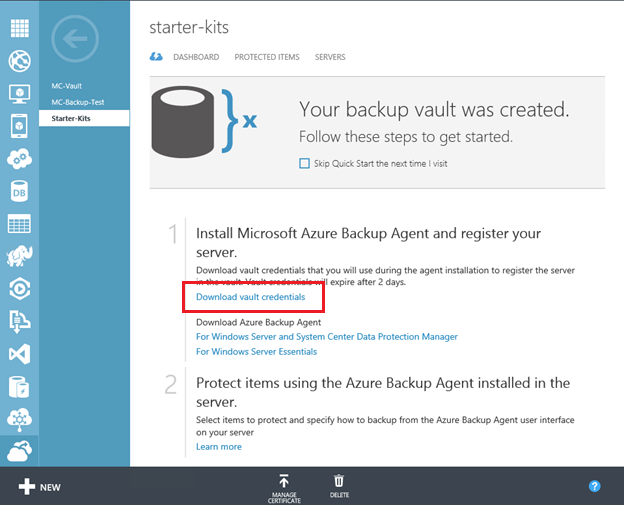 starter-kits
DASHBOARD PROTECTED ITEMS SERVERS
MC-Vault
MC-Backup-Test
Starter-Kits
DB
x
Your backup vault was created.
Follow these steps to get started.
Skip Quick Start the next time I visit
1
Install Microsoft Azure Backup Agent and register your
server.
Download vault credentials that you will use during the agent installation to register the server
in the vault. Vault credentials will expire after 2 days.
Download vault credentials
Download Azure Backup Agent
For Windows Server and System Center Data Protection Manager
For Windows Server Essentials
2
Protect items using the Azure Backup Agent installed in the
server.
Select items to protect and specify how to backup from the Azure Backup Agent user interface
on your server
Learn more
NEW
MANAGE
CERTIFICATE
DELETE
?